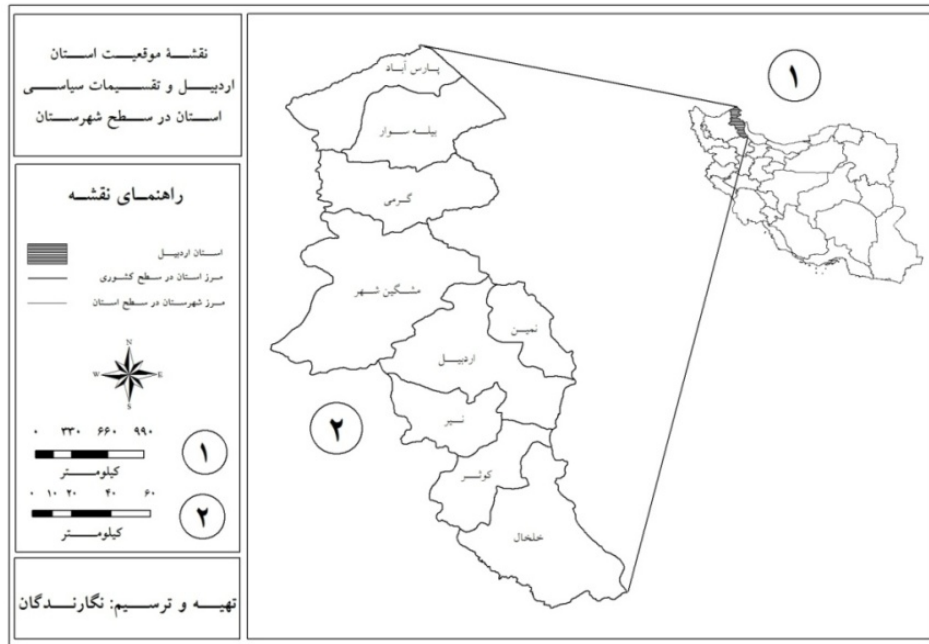 نقشهٔ موقعیت استان
اردبیل و تقسیمات سیاسی
استان در سطح شهرستان
راهنمای نقشه
استان اردبیل
مرز استان در سطح کشوری
مرز شهرستان در سطح استان
N
W E
S
۰ ۳۳۰ ۶۶۰ ۹۹۰
کیلومتر
۱
۰ ۱۰ ۲۰ ۴۰ ۶۰
کیلومتر
۲
تهیه و ترسیم: نگارندگان
۱
پارس آباد
بیله سوار
گرمی
مشگین شهر
نمین
اردبیل
نیر
۲
کوثر
خلخال